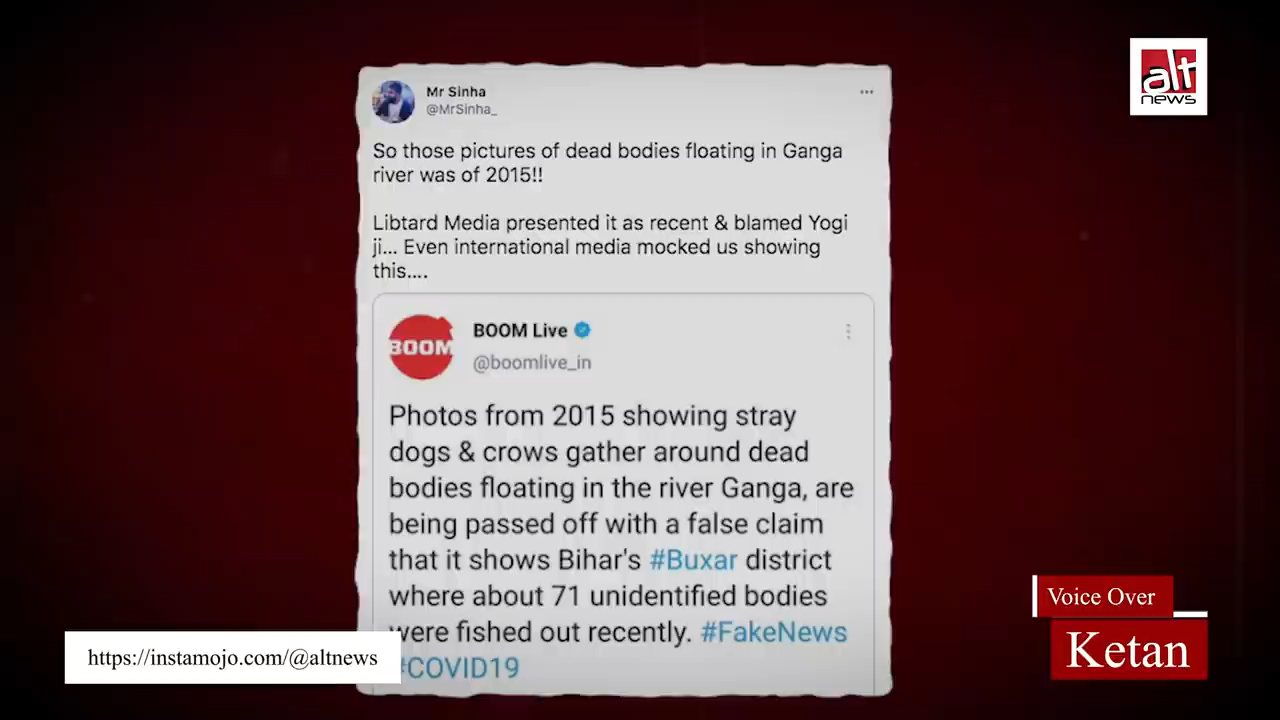 alt
news
Mr Sinha
@MrSinha_
So those pictures of dead bodies floating in Ganga
river was of 2015!!
Libtard Media presented it as recent & blamed Yogi
ji... Even international media mocked us showing
this....
BOOM
BOOM Live
@boomlive_in
Photos from 2015 showing stray
dogs & crows gather around dead
bodies floating in the river Ganga, are
being passed off with a false claim
that it shows Bihar's #Buxar district
where about 71 unidentified bodies
were fished out recently. #FakeNews
#COVID19
https://instamojo.com/@altnews
Voice Over
Ketan